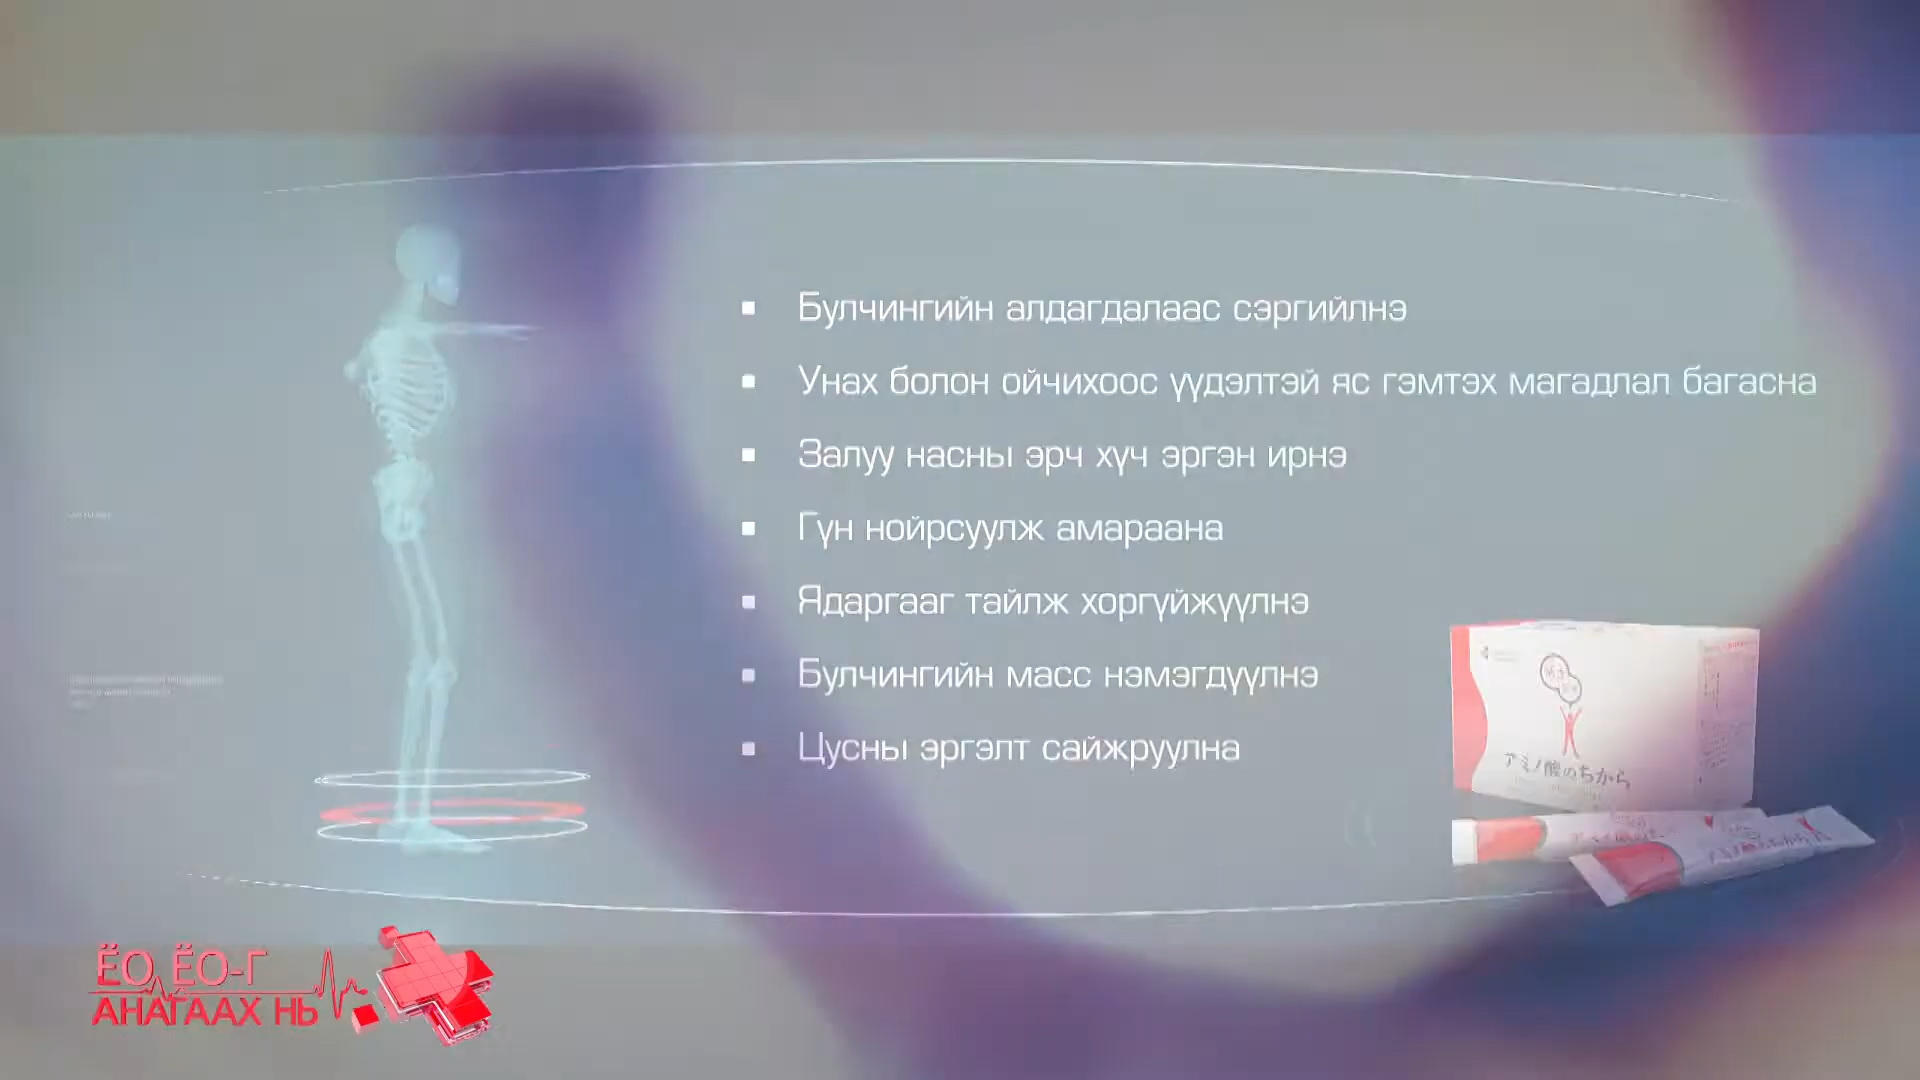 Булчингийн алдагдалаас сэргийлнэ
Унах болон ойчихоос үүдэлтэй яс гэмтэх магадлал багасна
Залуу насны эрч хүч эргэн ирнэ
Гүн нойрсуулж амараана
Ядаргааг тайлж хоргүйжүүлнэ
Булчингийн масс нэмэгдүүлнэ
Цусны эргэлт сайжруулна
アミノ酸のちから
ЁО ЁО-Г
АНАГААХ НЬ